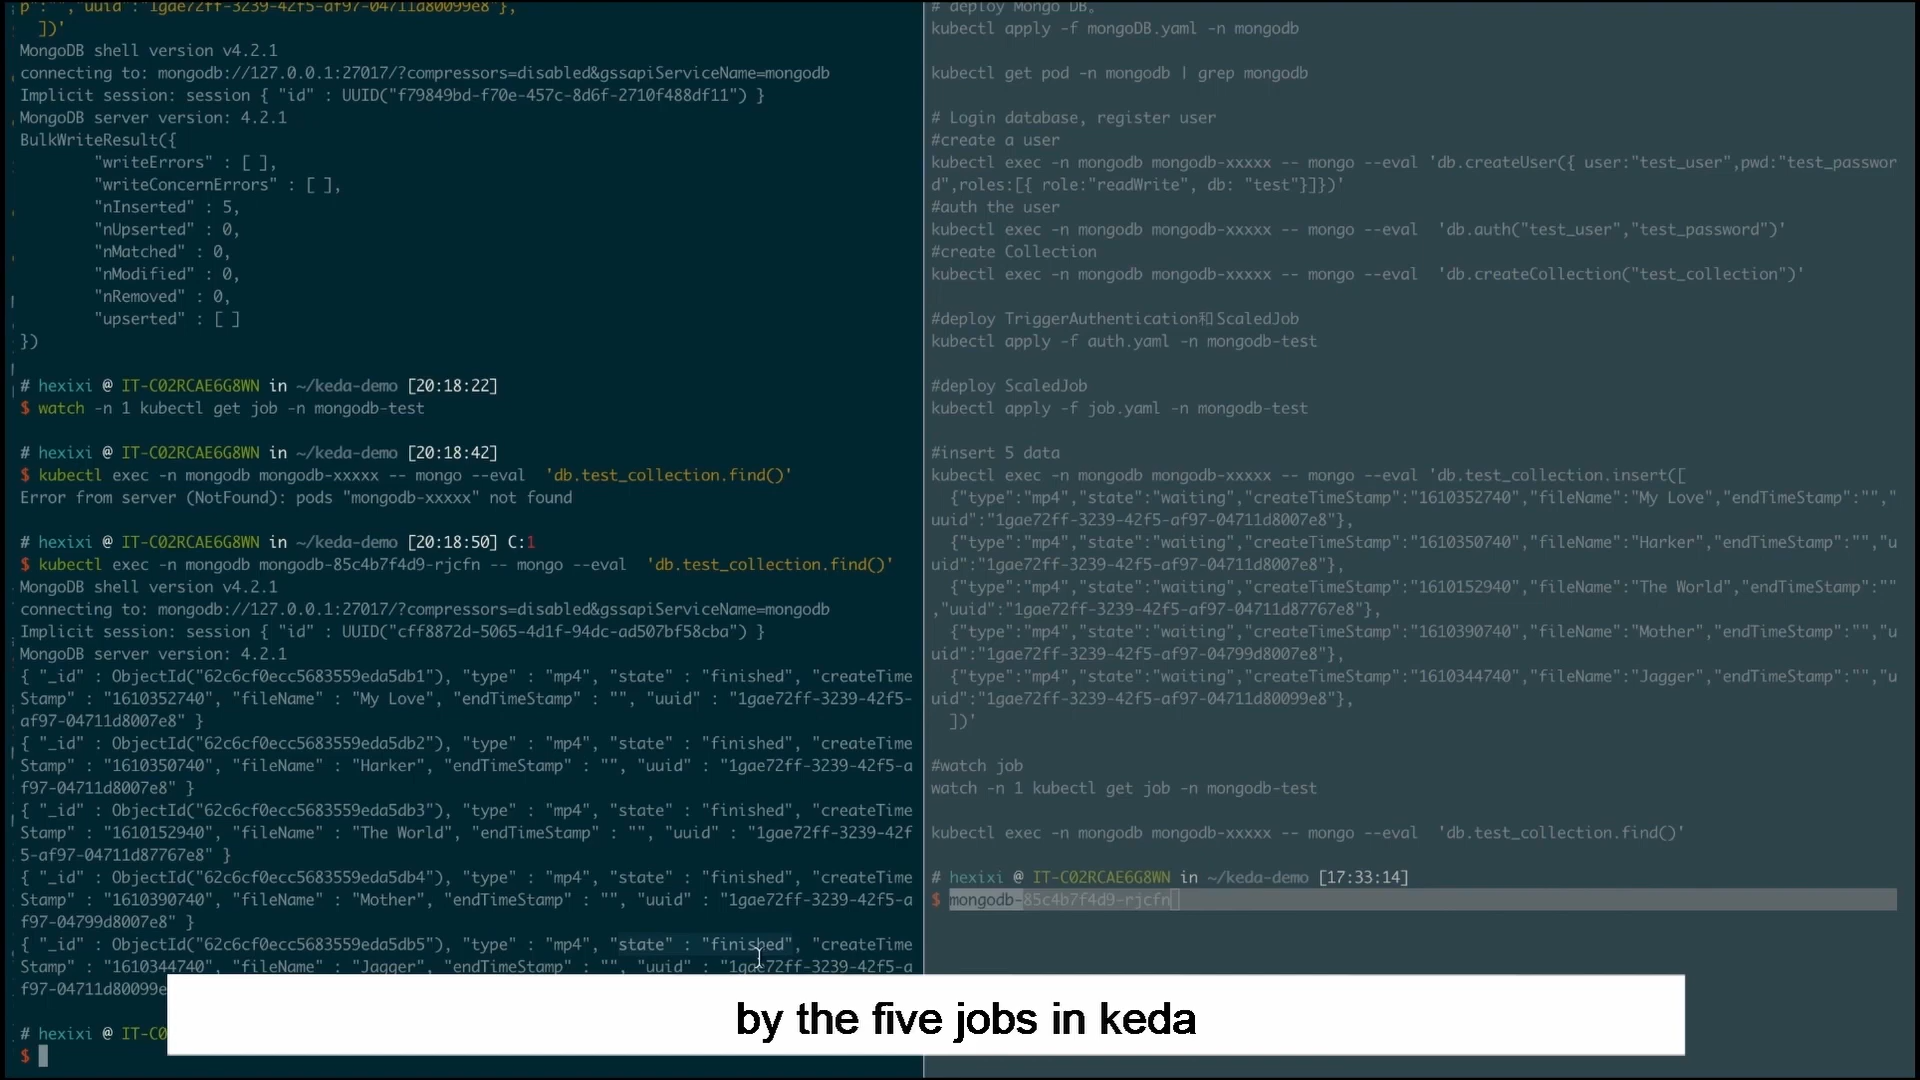 p":"","uuid":"1gae72ff-3239-42f5-af97-04711d80099e8"},
])'
MongoDB shell version v4.2.1
connecting to: mongodb://127.0.0.1:27017/?compressors=disabled&gssapiServiceName=mongodb
Implicit session: session { "id" : UUID("f79849bd-f70e-457c-8d6f-2710f488df11") }
MongoDB server version: 4.2.1
BulkWriteResult({
"writeErrors" : [ ],
"writeConcernErrors" : [ ],
"nInserted" : 5,
"nUpserted" : 0,
"nMatched" : 0,
"nModified" : 0,
"nRemoved" : 0,
"upserted" : [ ]
})
# hexixi @ IT-C02RCAE6G8WN in ~/keda-demo [20:18:22]
$ watch -n 1 kubectl get job -n mongodb-test
# hexixi @ IT-C02RCAE6G8WN in ~/keda-demo [20:18:42]
$ kubectl exec -n mongodb mongodb-xxxxx -- mongo --eval  'db.test_collection.find()'
Error from server (NotFound): pods "mongodb-xxxxx" not found
# hexixi @ IT-C02RCAE6G8WN in ~/keda-demo [20:18:50] C:1
$ kubectl exec -n mongodb mongodb-85c4b7f4d9-rjcfn -- mongo --eval  'db.test_collection.find()'
MongoDB shell version v4.2.1
connecting to: mongodb://127.0.0.1:27017/?compressors=disabled&gssapiServiceName=mongodb
Implicit session: session { "id" : UUID("cff8872d-5065-4d1f-94dc-ad507bf58cba") }
MongoDB server version: 4.2.1
{ "_id" : ObjectId("62c6cf0ecc5683559eda5db1"), "type" : "mp4", "state" : "finished", "createTime
Stamp" : "1610352740", "fileName" : "My Love", "endTimeStamp" : "", "uuid" : "1gae72ff-3239-42f5-
af97-04711d8007e8" }
{ "_id" : ObjectId("62c6cf0ecc5683559eda5db2"), "type" : "mp4", "state" : "finished", "createTime
Stamp" : "1610350740", "fileName" : "Harker", "endTimeStamp" : "", "uuid" : "1gae72ff-3239-42f5-a
f97-04711d8007e8" }
{ "_id" : ObjectId("62c6cf0ecc5683559eda5db3"), "type" : "mp4", "state" : "finished", "createTime
Stamp" : "1610152940", "fileName" : "The World", "endTimeStamp" : "", "uuid" : "1gae72ff-3239-42f
5-af97-04711d87767e8" }
{ "_id" : ObjectId("62c6cf0ecc5683559eda5db4"), "type" : "mp4", "state" : "finished", "createTime
Stamp" : "1610390740", "fileName" : "Mother", "endTimeStamp" : "", "uuid" : "1gae72ff-3239-42f5-a
f97-04799d8007e8" }
{ "_id" : ObjectId("62c6cf0ecc5683559eda5db5"), "type" : "mp4", "state" : "finished", "createTime
Stamp" : "1610344740", "fileName" : "Jagger", "endTimeStamp" : "", "uuid" : "1gae72ff-3239-42f5-a
f97-04711d80099e
# hexixi @ IT-C0
$
# deploy Mongo DB。
kubectl apply -f mongoDB.yaml -n mongodb
kubectl get pod -n mongodb | grep mongodb
# Login database, register user
#create a user
kubectl exec -n mongodb mongodb-xxxxx -- mongo --eval 'db.createUser({ user:"test_user",pwd:"test_passwor
d",roles:[{ role:"readWrite", db: "test"}]})'
#auth the user
kubectl exec -n mongodb mongodb-xxxxx -- mongo --eval  'db.auth("test_user","test_password")'
#create Collection
kubectl exec -n mongodb mongodb-xxxxx -- mongo --eval  'db.createCollection("test_collection")'
#deploy TriggerAuthentication和ScaledJob
kubectl apply -f auth.yaml -n mongodb-test
#deploy ScaledJob
kubectl apply -f job.yaml -n mongodb-test
#insert 5 data
kubectl exec -n mongodb mongodb-xxxxx -- mongo --eval 'db.test_collection.insert([
{"type":"mp4","state":"waiting","createTimeStamp":"1610352740","fileName":"My Love","endTimeStamp":"","
uuid":"1gae72ff-3239-42f5-af97-04711d8007e8"},
{"type":"mp4","state":"waiting","createTimeStamp":"1610350740","fileName":"Harker","endTimeStamp":"","u
uid":"1gae72ff-3239-42f5-af97-04711d8007e8"},
{"type":"mp4","state":"waiting","createTimeStamp":"1610152940","fileName":"The World","endTimeStamp":""
,"uuid":"1gae72ff-3239-42f5-af97-04711d87767e8"},
{"type":"mp4","state":"waiting","createTimeStamp":"1610390740","fileName":"Mother","endTimeStamp":"","u
uid":"1gae72ff-3239-42f5-af97-04799d8007e8"},
{"type":"mp4","state":"waiting","createTimeStamp":"1610344740","fileName":"Jagger","endTimeStamp":"","u
uid":"1gae72ff-3239-42f5-af97-04711d80099e8"},
])'
#watch job
watch -n 1 kubectl get job -n mongodb-test
kubectl exec -n mongodb mongodb-xxxxx -- mongo --eval  'db.test_collection.find()'
# hexixi @ IT-C02RCAE6G8WN in ~/keda-demo [17:33:14]
$ mongodb-85c4b7f4d9-rjcfn
by the five jobs in keda